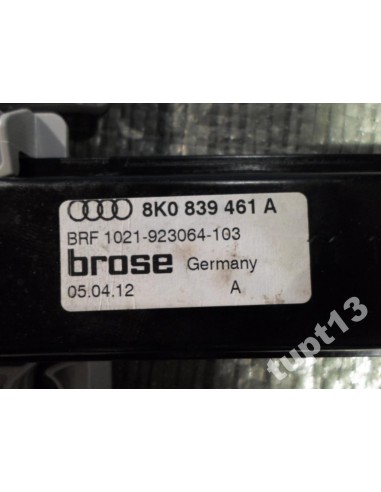 8K0 839 461 A
BRF 1021-923064-103
brose Germany
05.04.12 A
tupt13